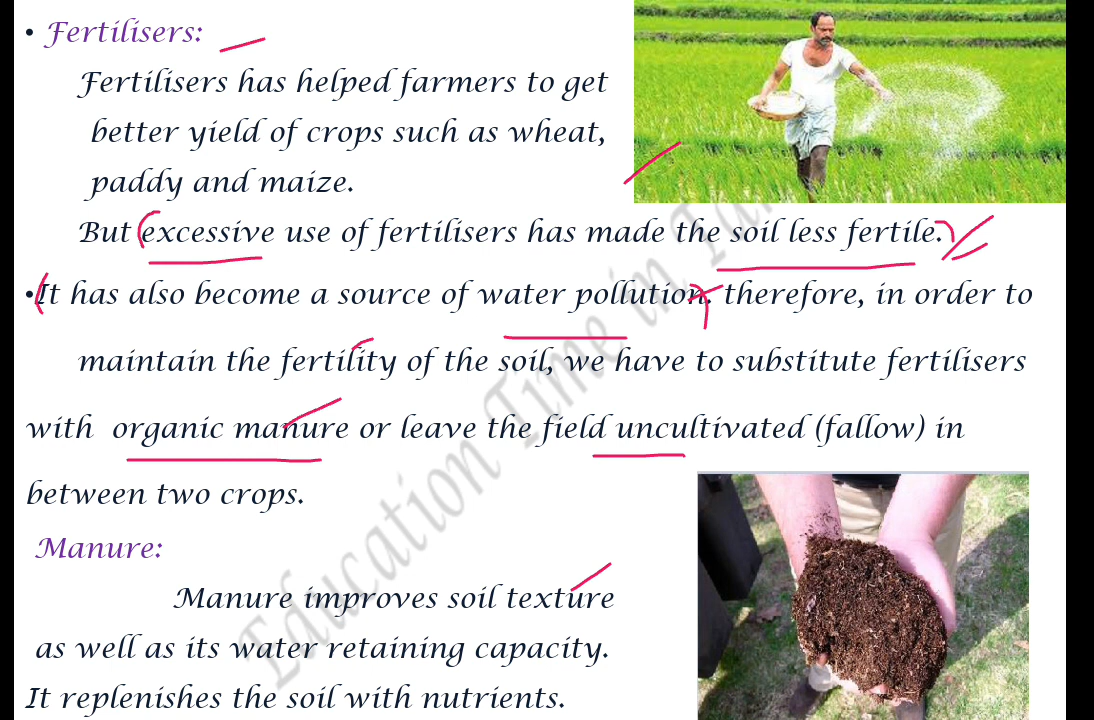 • Fertilisers:
Fertilisers has helped farmers to get
better yield of crops such as wheat,
paddy and maize.
But excessive use of fertilisers has made the soil less fertile.
•It has also become a source of water pollution. therefore, in order to
maintain the fertility of the soil, we have to substitute fertilisers
with organic manure or leave the field uncultivated (fallow) in
between two crops.
Manure:
Manure improves soil texture
as well as its water retaining capacity.
It replenishes the soil with nutrients.
Education Time in